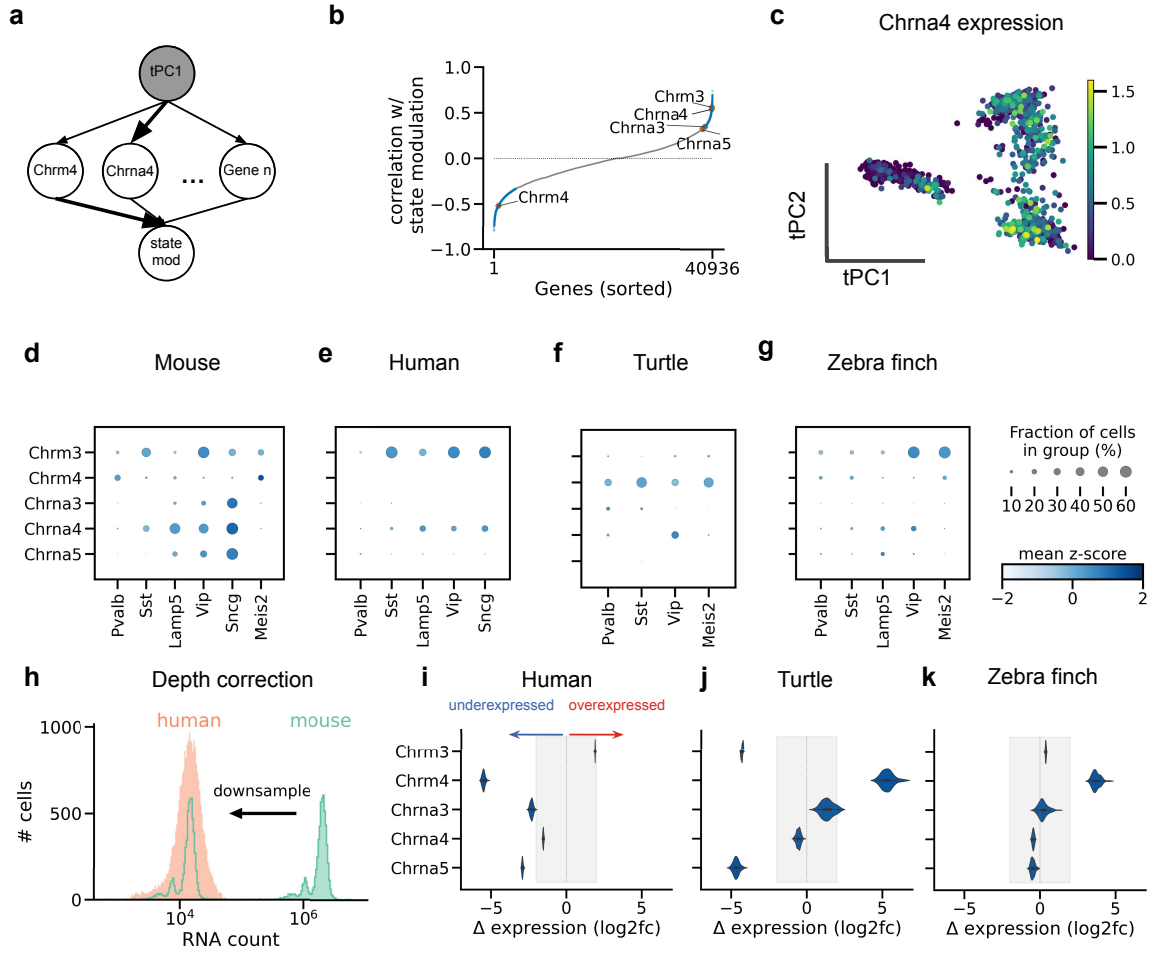 a
tPC1
Chrm4
Chrna4
...
Gene n
state
mod
b
correlation w/
state modulation
1.0
0.5
0.0
−0.5
−1.0
Chrm3
Chrna4
Chrna3
Chrna5
Chrm4
1
40936
Genes (sorted)
c
Chrna4 expression
tPC2
tPC1
1.5
1.0
0.5
0.0
d
Mouse
Chrm3
Chrm4
Chrna3
Chrna4
Chrna5
Pvalb
Sst
Lamp5
Vip
Sncg
Meis2
e
Human
Pvalb
Sst
Lamp5
Vip
Sncg
f
Turtle
Pvalb
Sst
Vip
Meis2
g
Zebra finch
Pvalb
Sst
Lamp5
Vip
Meis2
Fraction of cells
in group (%)
10 20 30 40 50 60
mean z-score
−2 0 2
h
Depth correction
human
mouse
downsample
# cells
1000
500
0
10⁴
10⁶
RNA count
i
Human
underexpressed
overexpressed
Chrm3
Chrm4
Chrna3
Chrna4
Chrna5
−5 0 5
Δ expression (log2fc)
j
Turtle
−5 0 5
Δ expression (log2fc)
k
Zebra finch
−5 0 5
Δ expression (log2fc)